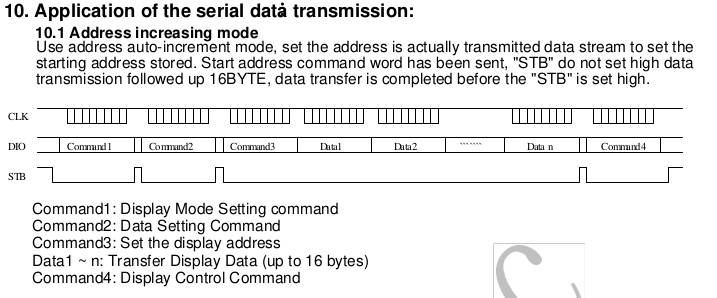 10. Application of the serial data transmission:
10.1 Address increasing mode
Use address auto-increment mode, set the address is actually transmitted data stream to set the
starting address stored. Start address command word has been sent, "STB" do not set high data
transmission followed up 16BYTE, data transfer is completed before the "STB" is set high.
CLK
DIO Command1 Command2 Command3 Data1 Data2 ``````` Data n Command4
STB
Command1: Display Mode Setting command
Command2: Data Setting Command
Command3: Set the display address
Data1 ~ n: Transfer Display Data (up to 16 bytes)
Command4: Display Control Command